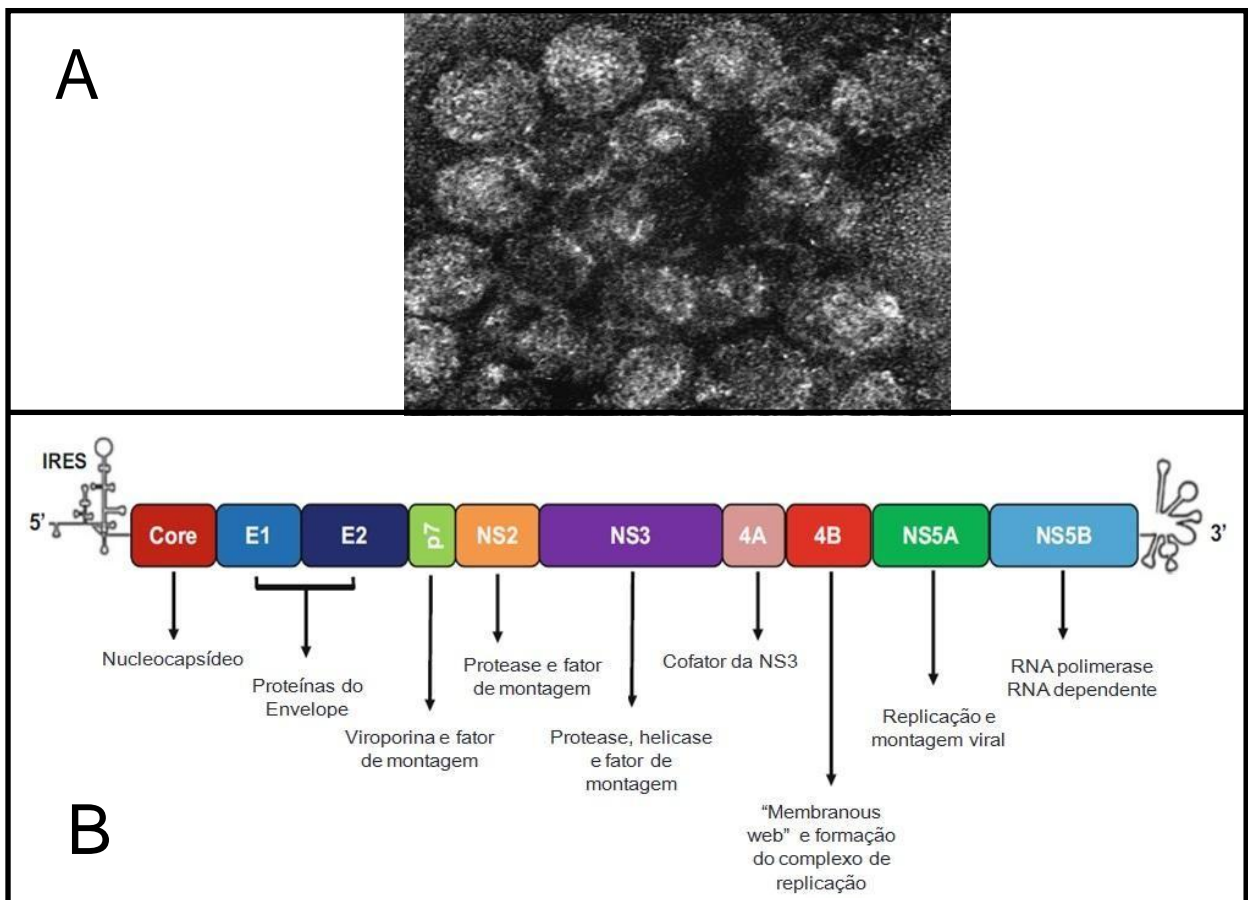 A
IRES
5’
Core
E1
E2
p7
NS2
NS3
4A
4B
NS5A
NS5B
3’
Nucleocapsídeo
Proteínas do
Envelope
Viroporina e fator
de montagem
Protease e fator
de montagem
Protease, helicase
e fator de
montagem
Cofator da NS3
“Membranous
web” e formação
do complexo de
replicação
Replicação e
montagem viral
RNA polimerase
RNA dependente
B